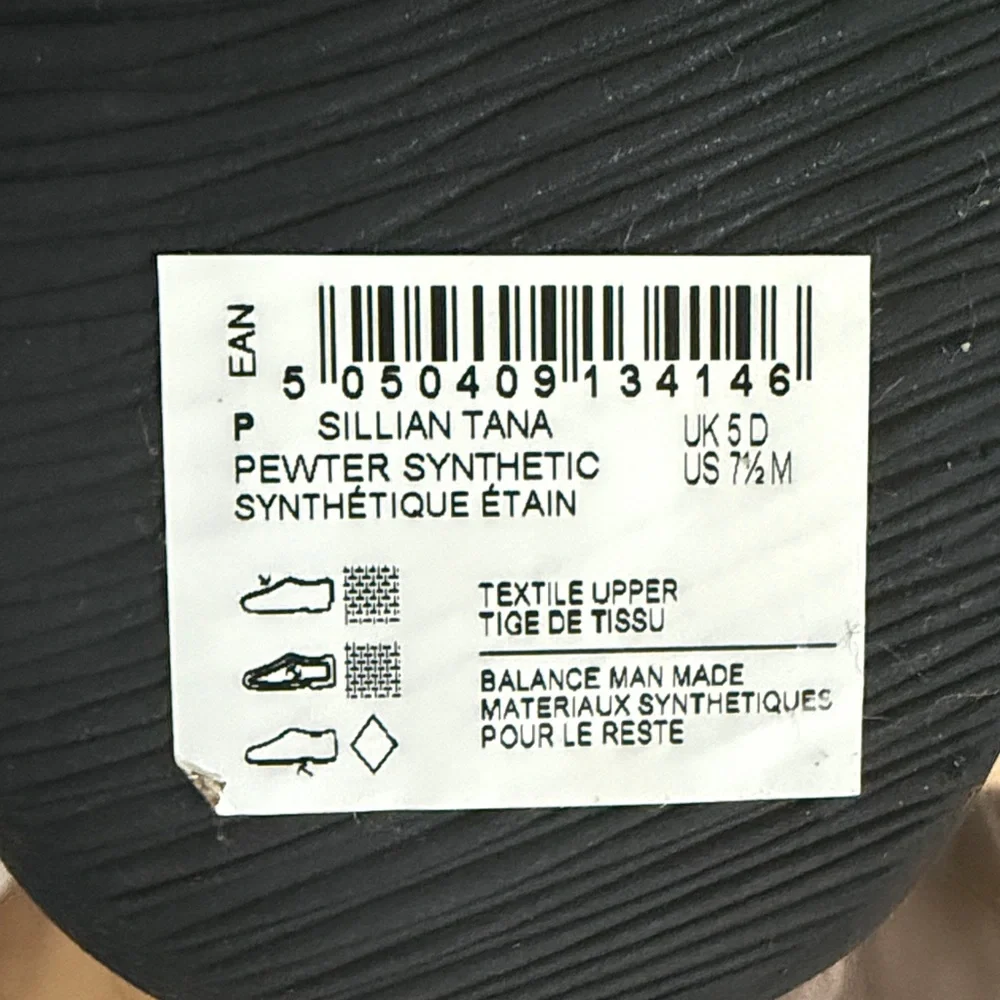 EAN
5 050409 134146
P SILLIAN TANA UK 5 D
PEWTER SYNTHETIC US 7½ M
SYNTHÉTIQUE ÉTAIN
TEXTILE UPPER
TIGE DE TISSU
BALANCE MAN MADE
MATERIAUX SYNTHETIQUES
POUR LE RESTE